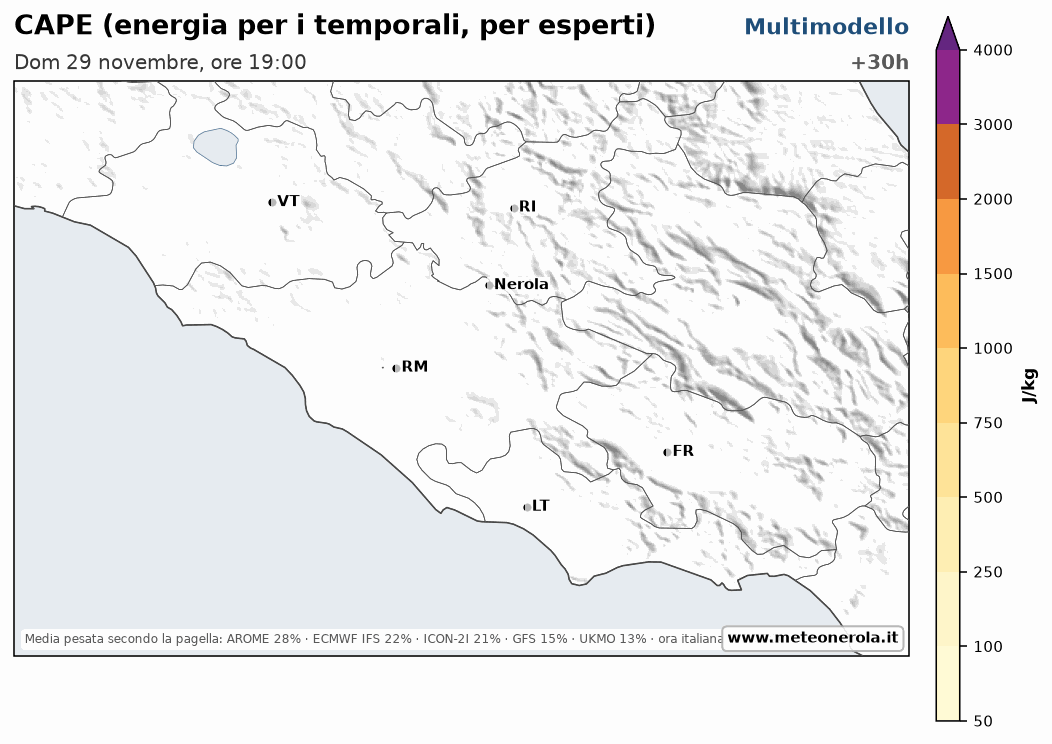 CAPE (energia per i temporali, per esperti)
Multimodello
Dom 29 novembre, ore 19:00
+30h
VT
RI
Nerola
RM
FR
LT
Media pesata secondo la pagella: AROME 28% · ECMWF IFS 22% · ICON-2I 21% · GFS 15% · UKMO 13% · ora italiana
www.meteonerola.it
4000
3000
2000
1500
1000
750
500
250
100
50
J/kg